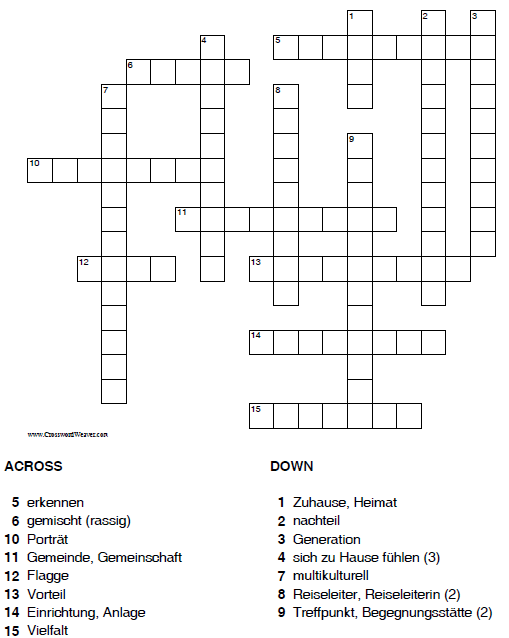 1 2 3
4 5
6
7 8
9
10
11
12 13
14
15
www.CrosswordWeaver.com
ACROSS
5 erkennen
6 gemischt (rassig)
10 Porträt
11 Gemeinde, Gemeinschaft
12 Flagge
13 Vorteil
14 Einrichtung, Anlage
15 Vielfalt
DOWN
1 Zuhause, Heimat
2 nachteil
3 Generation
4 sich zu Hause fühlen (3)
7 multikulturell
8 Reiseleiter, Reiseleiterin (2)
9 Treffpunkt, Begegnungsstätte (2)